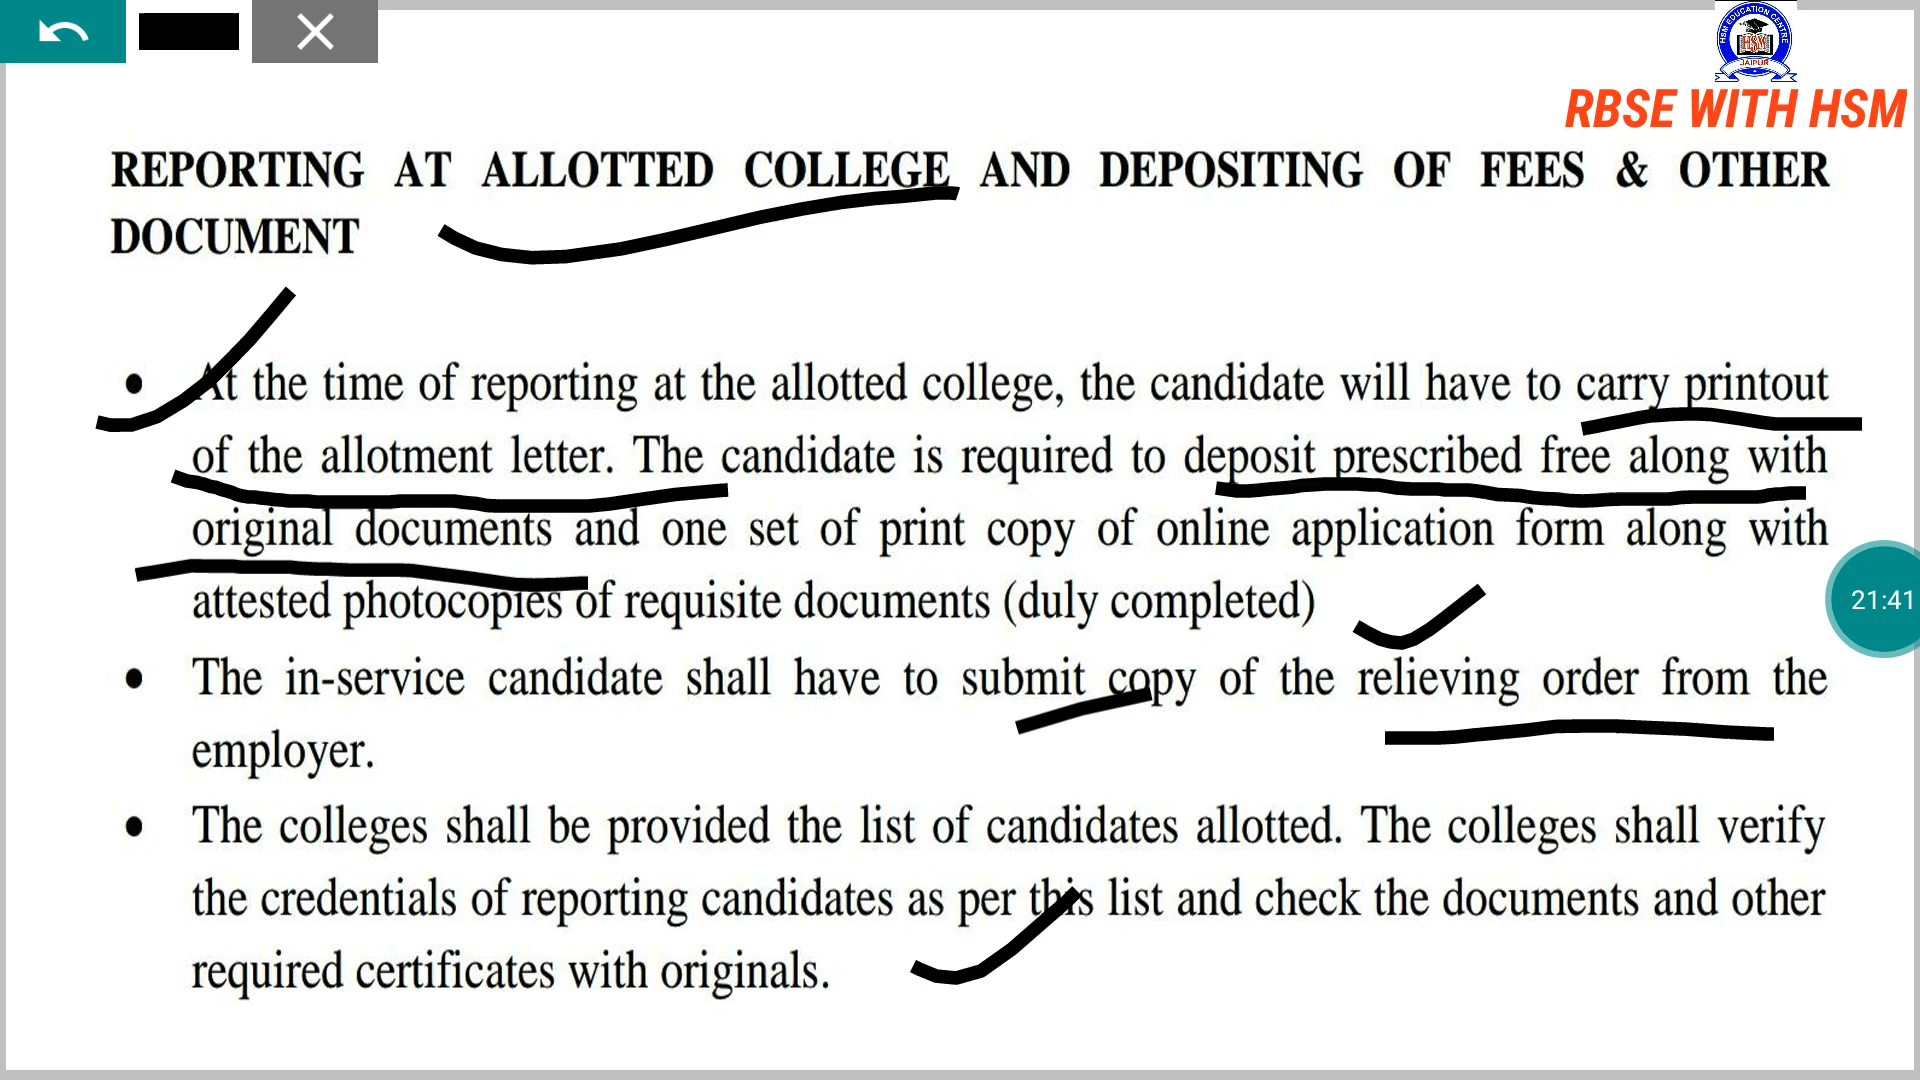 HSM EDUCATION CENTRE
HSM
JAIPUR
RBSE WITH HSM
REPORTING AT ALLOTTED COLLEGE AND DEPOSITING OF FEES & OTHER
DOCUMENT
• At the time of reporting at the allotted college, the candidate will have to carry printout
of the allotment letter. The candidate is required to deposit prescribed free along with
original documents and one set of print copy of online application form along with
attested photocopies of requisite documents (duly completed)
21:41
• The in-service candidate shall have to submit copy of the relieving order from the
employer.
• The colleges shall be provided the list of candidates allotted. The colleges shall verify
the credentials of reporting candidates as per this list and check the documents and other
required certificates with originals.